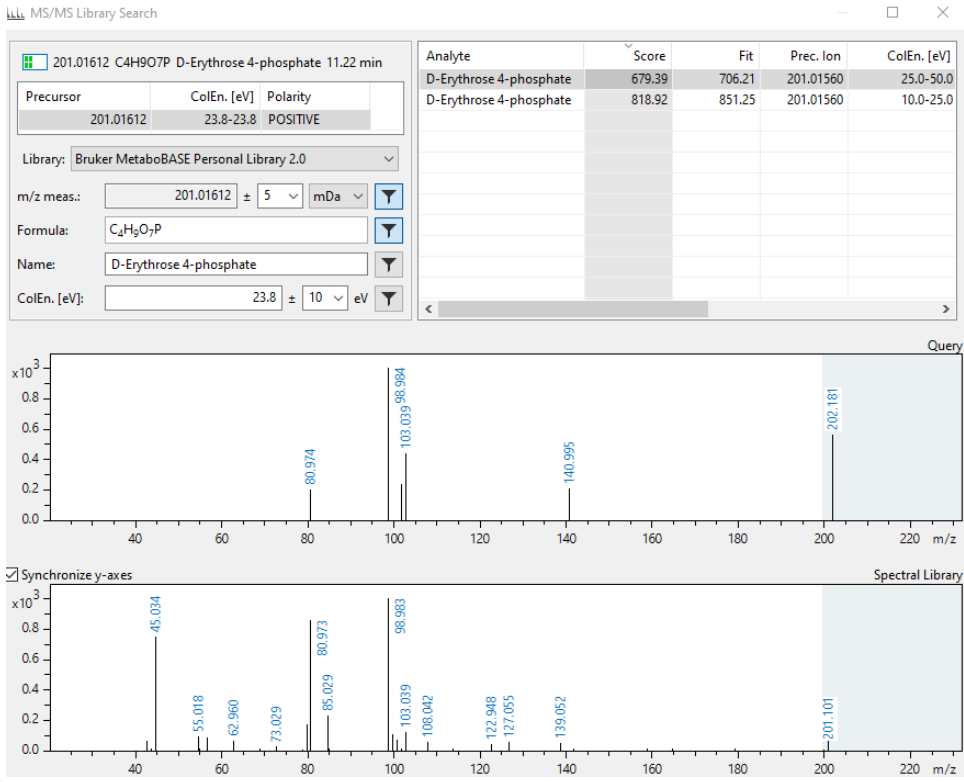 MS/MS Library Search
201.01612 C4H9O7P D-Erythrose 4-phosphate 11.22 min
Precursor ColEn. [eV] Polarity
201.01612 23.8-23.8 POSITIVE
Library: Bruker MetaboBASE Personal Library 2.0
m/z meas.: 201.01612 ± 5 mDa
Formula: C₄H₉O₇P
Name: D-Erythrose 4-phosphate
ColEn. [eV]: 23.8 ± 10 eV
Analyte Score Fit Prec. Ion ColEn. [eV]
D-Erythrose 4-phosphate 679.39 706.21 201.01560 25.0-50.0
D-Erythrose 4-phosphate 818.92 851.25 201.01560 10.0-25.0
Query
x10³
0.8
0.6
0.4
0.2
0.0
80.974
98.984
103.039
140.995
202.181
40 60 80 100 120 140 160 180 200 220 m/z
Synchronize y-axes Spectral Library
x10³
0.8
0.6
0.4
0.2
0.0
45.034
55.018
62.960
73.029
80.973
85.029
98.983
103.039
108.042
122.948
127.055
139.052
201.101
40 60 80 100 120 140 160 180 200 220 m/z